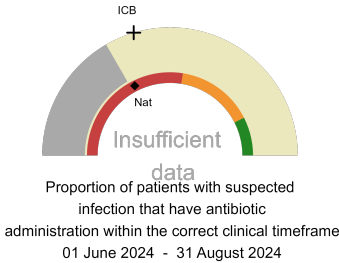 ICB
Nat
Insufficient
data
Proportion of patients with suspected
infection that have antibiotic
administration within the correct clinical timeframe
01 June 2024 - 31 August 2024